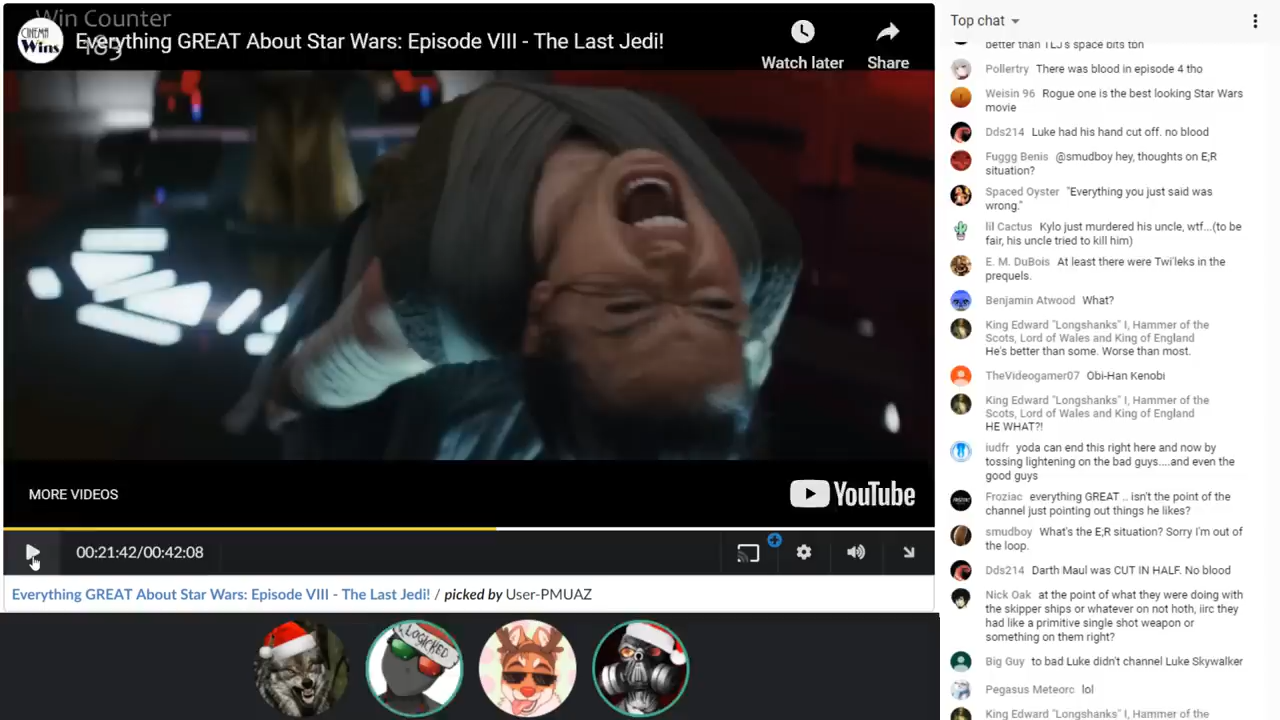 Win Counter
Everything GREAT About Star Wars: Episode VIII - The Last Jedi!
CINEMA
Wins
Watch later
Share
MORE VIDEOS
YouTube
00:21:42/00:42:08
Everything GREAT About Star Wars: Episode VIII - The Last Jedi! / picked by User-PMUAZ
LOGICKED
Top chat
better than TLJ's space bits tbh
Pollertry There was blood in episode 4 tho
Weisin 96 Rogue one is the best looking Star Wars
movie
Dds214 Luke had his hand cut off. no blood
Fuggg Benis @smudboy hey, thoughts on E;R
situation?
Spaced Oyster "Everything you just said was
wrong."
lil Cactus Kylo just murdered his uncle, wtf...(to be
fair, his uncle tried to kill him)
E. M. DuBois At least there were Twi'leks in the
prequels.
Benjamin Atwood What?
King Edward "Longshanks" I, Hammer of the
Scots, Lord of Wales and King of England
He's better than some. Worse than most.
TheVideogamer07 Obi-Han Kenobi
King Edward "Longshanks" I, Hammer of the
Scots, Lord of Wales and King of England
HE WHAT?!
iudfr yoda can end this right here and now by
tossing lightening on the bad guys....and even the
good guys
Froziac everything GREAT .. isn't the point of the
channel just pointing out things he likes?
smudboy What's the E;R situation? Sorry I'm out of
the loop.
Dds214 Darth Maul was CUT IN HALF. No blood
Nick Oak at the point of what they were doing with
the skipper ships or whatever on not hoth, iirc they
had like a primitive single shot weapon or
something on them right?
Big Guy to bad Luke didn't channel Luke Skywalker
Pegasus Meteorc lol
King Edward "Longshanks" I, Hammer of the